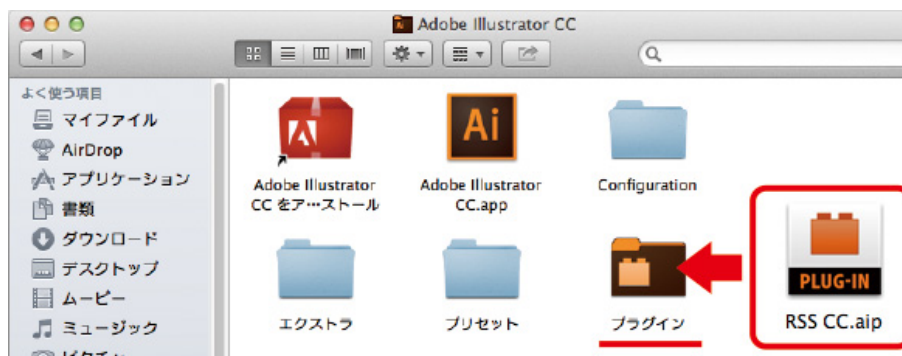 Adobe Illustrator CC
よく使う項目
マイファイル
AirDrop
アプリケーション
書類
ダウンロード
デスクトップ
ムービー
ミュージック
ピクチャ
Adobe Illustrator
CC をア…ストール
Ai
Adobe Illustrator
CC.app
Configuration
エクストラ
プリセット
プラグイン
PLUG-IN
RSS CC.aip